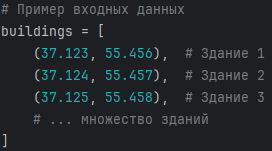 # Пример входных данных
buildings = [
    (37.123, 55.456),  # Здание 1
    (37.124, 55.457),  # Здание 2
    (37.125, 55.458),  # Здание 3
    # ... множество зданий
]